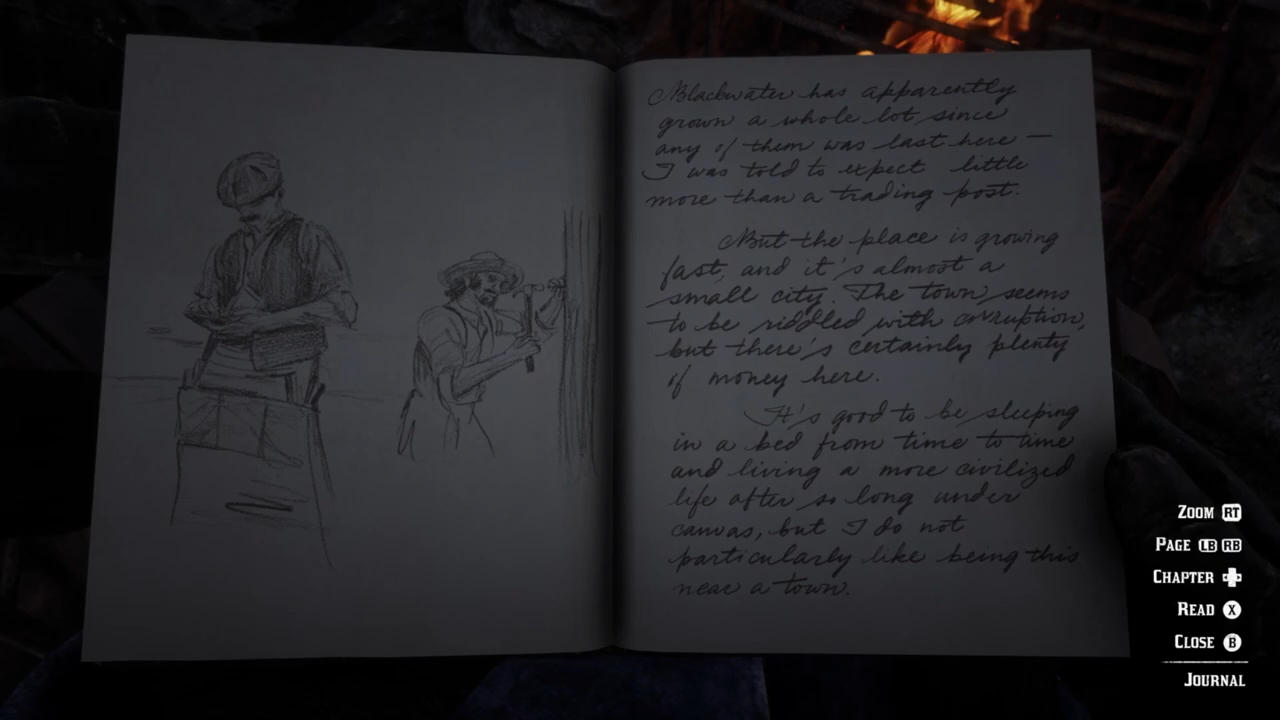 Blackwater has apparently
grown a whole lot since
any of them was last here —
I was told to expect little
more than a trading post.
But the place is growing
fast, and it's almost a
small city. The town seems
to be riddled with corruption,
but there's certainly plenty
of money here.
It's good to be sleeping
in a bed from time to time
and living a more civilized
life after so long under
canvas, but I do not
particularly like being this
near a town.
ZOOM RT
PAGE LB RB
CHAPTER
READ X
CLOSE B
JOURNAL